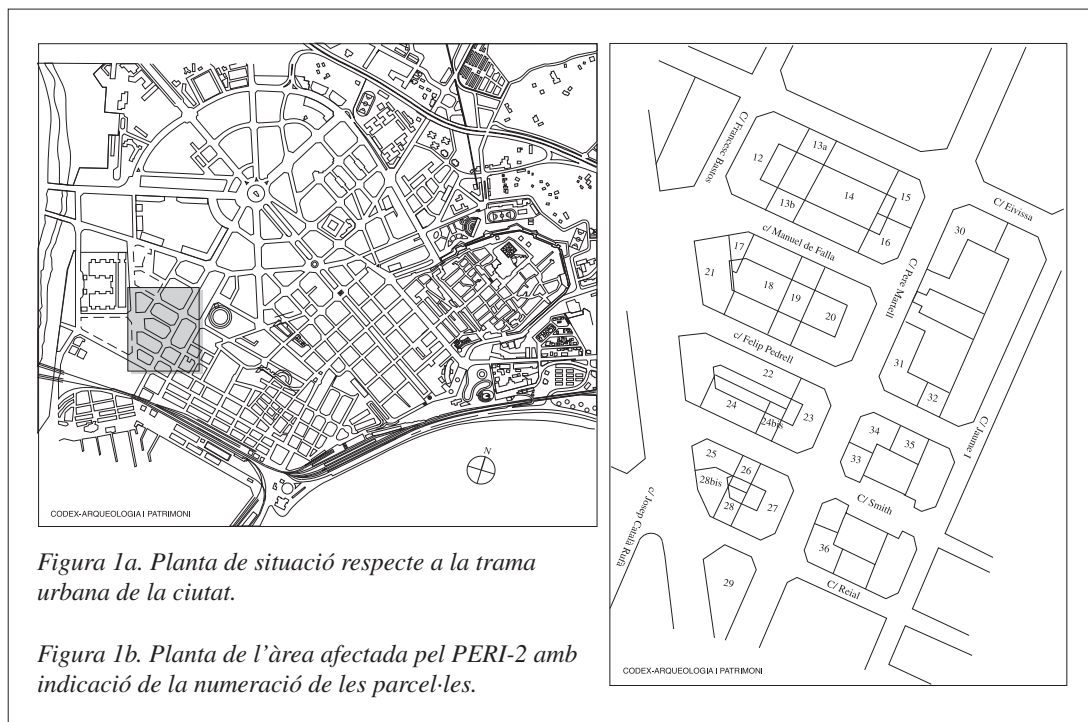 N
CODEX-ARQUEOLOGIA I PATRIMONI
Figura 1a. Planta de situació respecte a la trama
urbana de la ciutat.
Figura 1b. Planta de l’àrea afectada pel PERI-2 amb
indicació de la numeració de les parcel·les.
C/ Francesc Bastos
12
13a
13b
14
15
16
C/ Eivissa
30
c/ Manuel de Falla
C/ Pere Martell
17
21
18
19
20
c/ Felip Pedrell
31
32
22
24
24bis
23
C/ Jaume I
34
35
33
25
26
28bis
28
27
C/ Smith
c/ Josep Català Rufà
36
29
C/ Reial
CODEX-ARQUEOLOGIA I PATRIMONI